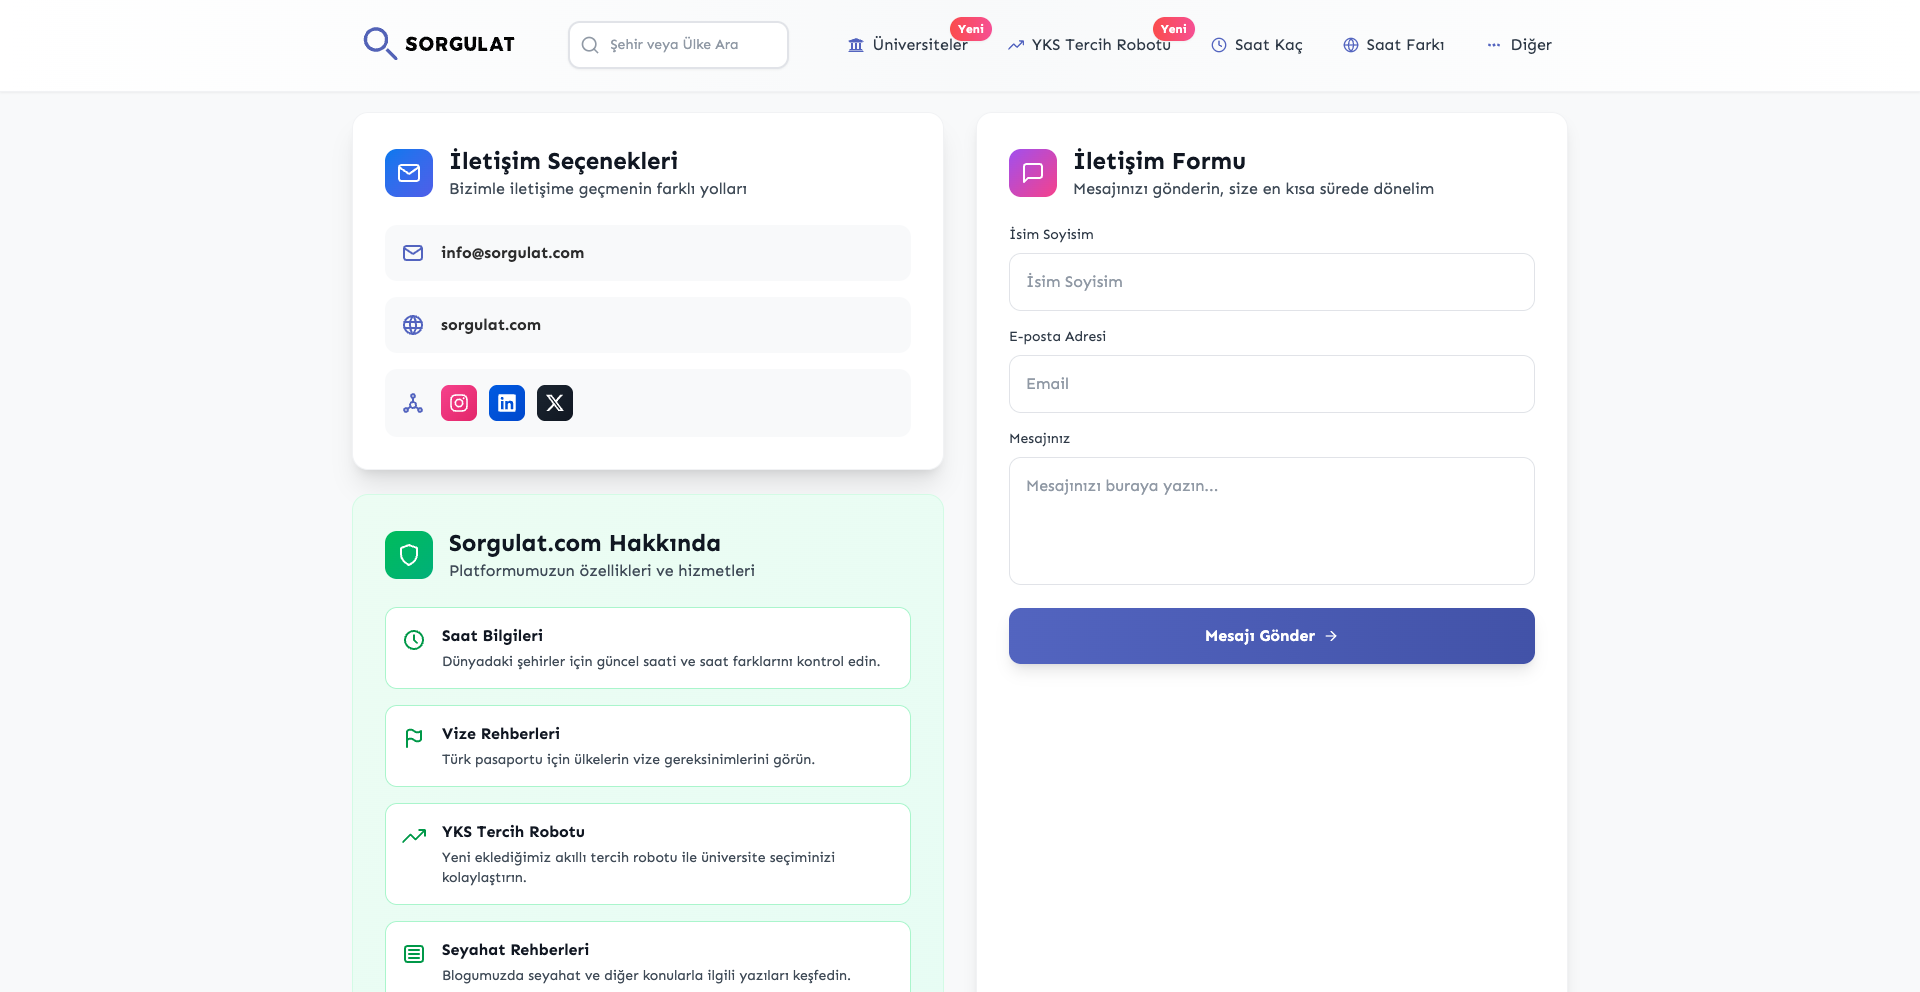 SORGULAT
Şehir veya Ülke Ara
Üniversiteler
Yeni
YKS Tercih Robotu
Yeni
Saat Kaç
Saat Farkı
Diğer
İletişim Seçenekleri
Bizimle iletişime geçmenin farklı yolları
info@sorgulat.com
sorgulat.com
Sorgulat.com Hakkında
Platformumuzun özellikleri ve hizmetleri
Saat Bilgileri
Dünyadaki şehirler için güncel saati ve saat farklarını kontrol edin.
Vize Rehberleri
Türk pasaportu için ülkelerin vize gereksinimlerini görün.
YKS Tercih Robotu
Yeni eklediğimiz akıllı tercih robotu ile üniversite seçiminizi
kolaylaştırın.
Seyahat Rehberleri
Blogumuzda seyahat ve diğer konularla ilgili yazıları keşfedin.
İletişim Formu
Mesajınızı gönderin, size en kısa sürede dönelim
İsim Soyisim
İsim Soyisim
E-posta Adresi
Email
Mesajınız
Mesajınızı buraya yazın...
Mesajı Gönder